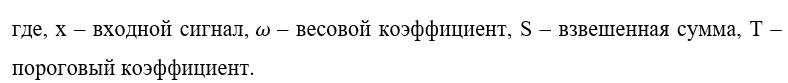 где, x – входной сигнал, ω – весовой коэффициент, S – взвешенная сумма, T –
пороговый коэффициент.